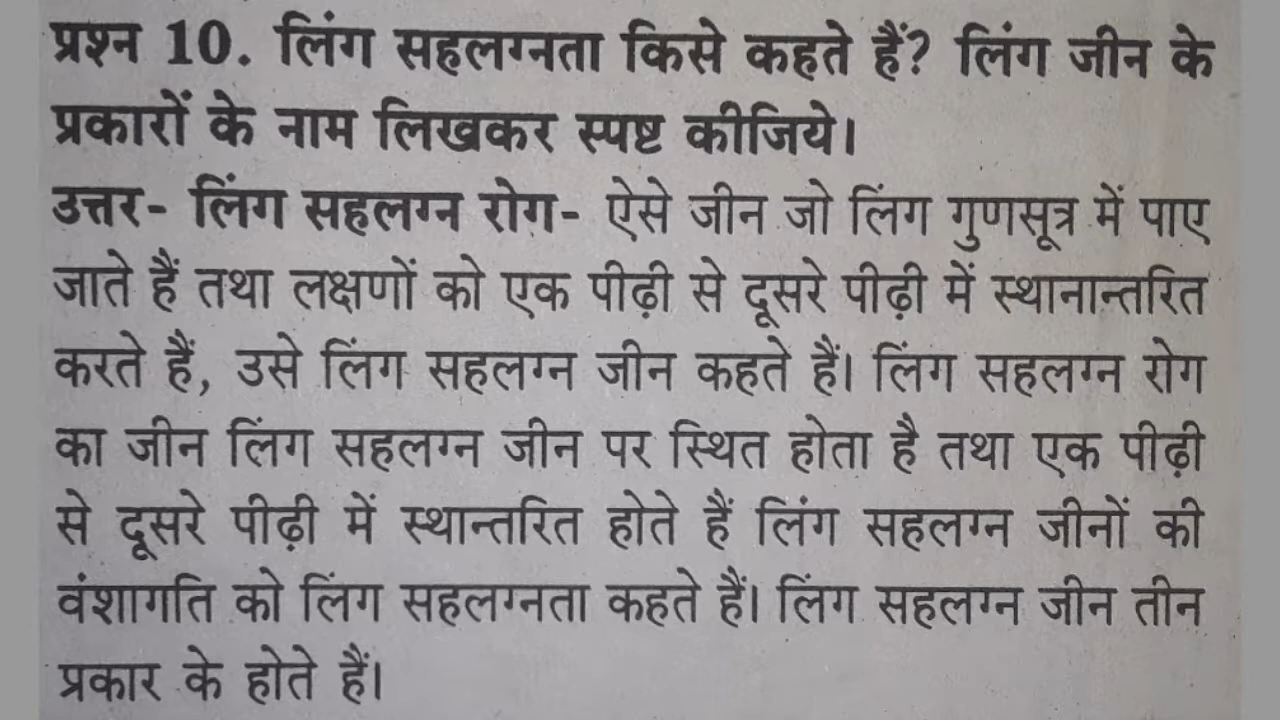 प्रश्न 10. लिंग सहलग्नता किसे कहते हैं? लिंग जीन के
प्रकारों के नाम लिखकर स्पष्ट कीजिये।
उत्तर- लिंग सहलग्न रोग- ऐसे जीन जो लिंग गुणसूत्र में पाए
जाते हैं तथा लक्षणों को एक पीढ़ी से दूसरे पीढ़ी में स्थानान्तरित
करते हैं, उसे लिंग सहलग्न जीन कहते हैं। लिंग सहलग्न रोग
का जीन लिंग सहलग्न जीन पर स्थित होता है तथा एक पीढ़ी
से दूसरे पीढ़ी में स्थान्तरित होते हैं लिंग सहलग्न जीनों की
वंशागति को लिंग सहलग्नता कहते हैं। लिंग सहलग्न जीन तीन
प्रकार के होते हैं।